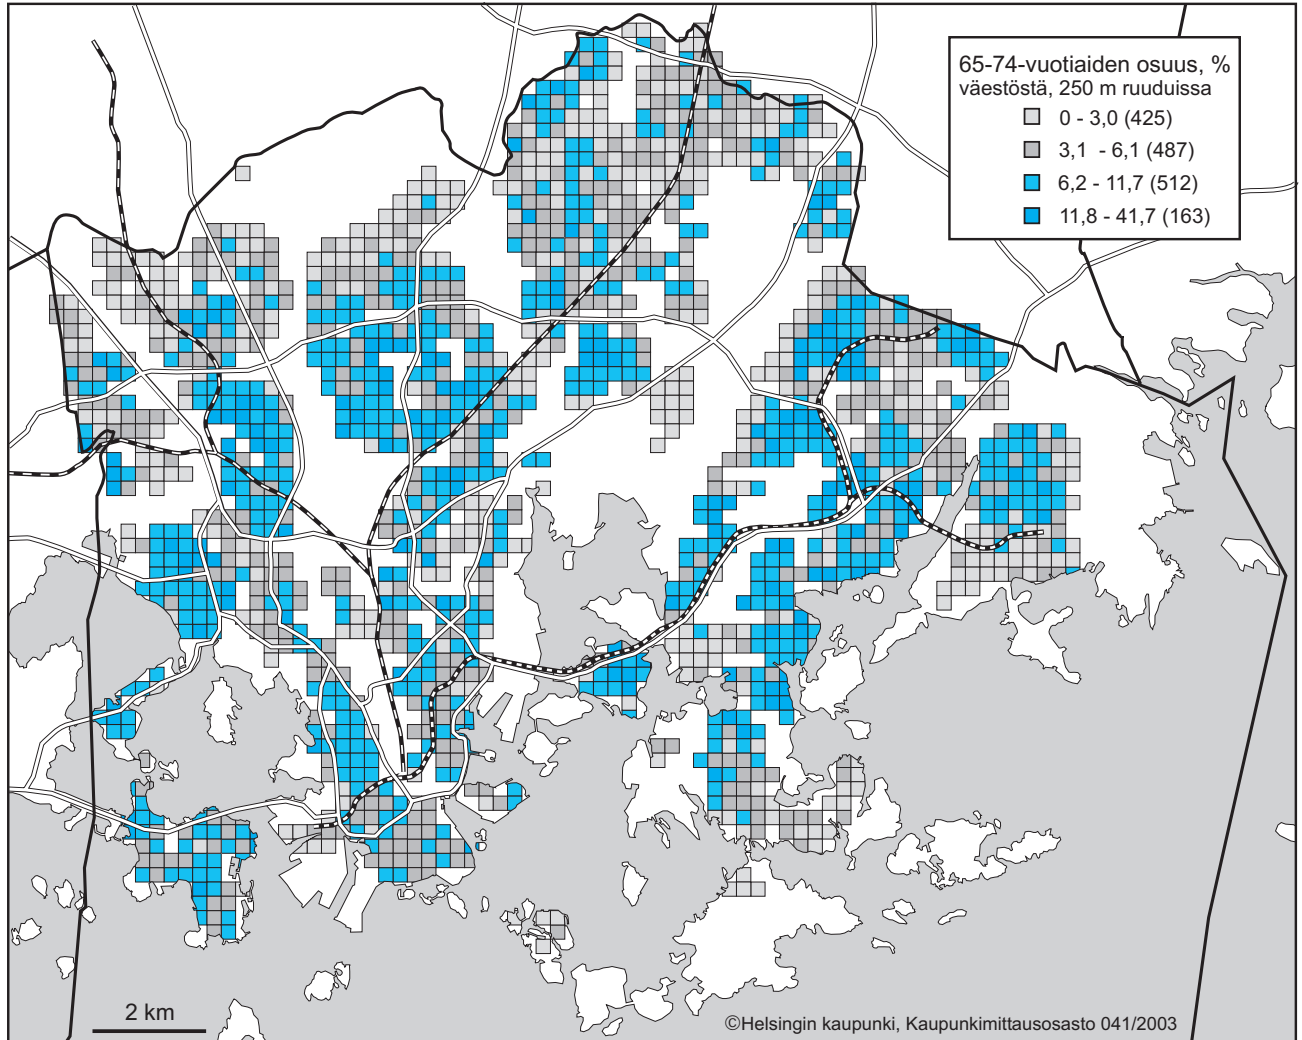 65-74-vuotiaiden osuus, %
väestöstä, 250 m ruuduissa
0 - 3,0 (425)
3,1 - 6,1 (487)
6,2 - 11,7 (512)
11,8 - 41,7 (163)
2 km
©Helsingin kaupunki, Kaupunkimittausosasto 041/2003